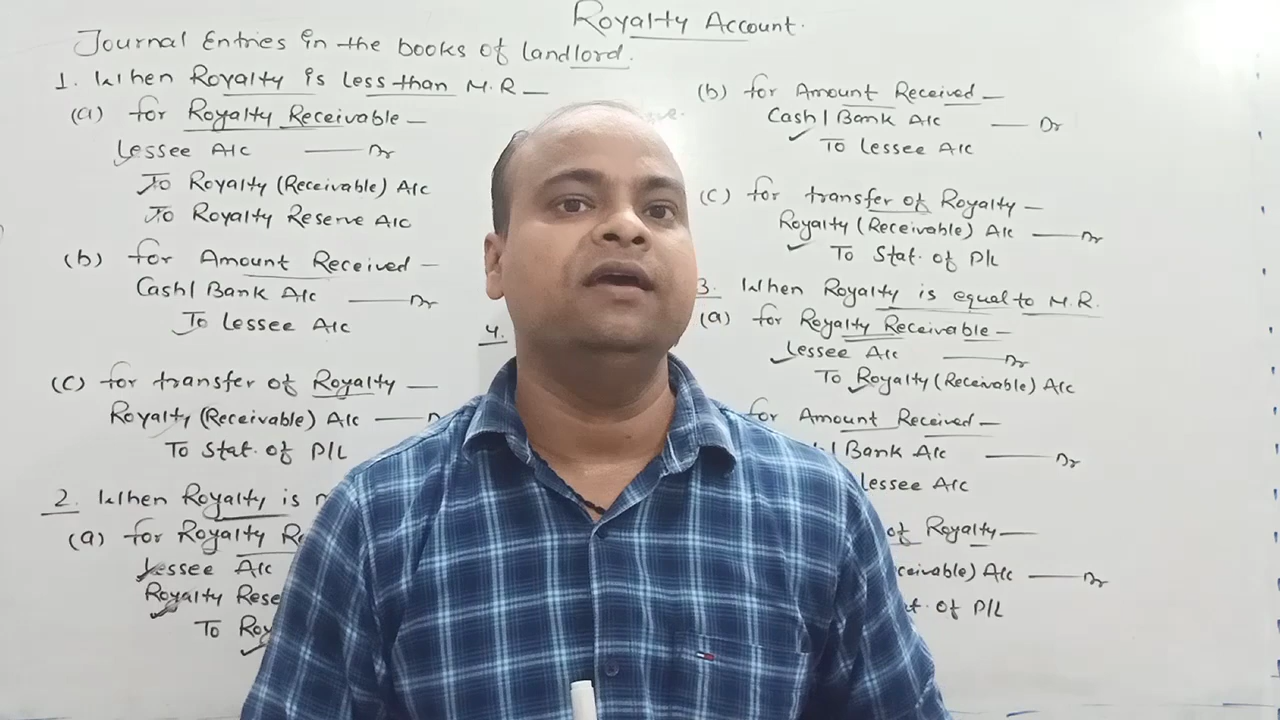 Royalty Account.
Journal Entries in the books of landlord.
1. When Royalty is less than M.R —
(a) for Royalty Receivable —
Lessee A/c —— Dr
To Royalty (Receivable) A/c
To Royalty Reserve A/c
(b) for Amount Received —
Cash/Bank A/c —— Dr
To Lessee A/c
(c) for transfer of Royalty —
Royalty (Receivable) A/c ——
To Stat. of P/L
2. When Royalty is
(a) for Royalty
Lessee A/c
Royalty
To
(b) for Amount Received —
Cash/Bank A/c —— Dr
To Lessee A/c
(c) for transfer of Royalty —
Royalty (Receivable) A/c —— Dr
To Stat. of P/L
3. When Royalty is equal to M.R.
(a) for Royalty Receivable —
Lessee A/c —— Dr
To Royalty (Receivable) A/c
for Amount Received —
Bank A/c —— Dr
Lessee A/c
of Royalty —
A/c —— Dr
of P/L
4.